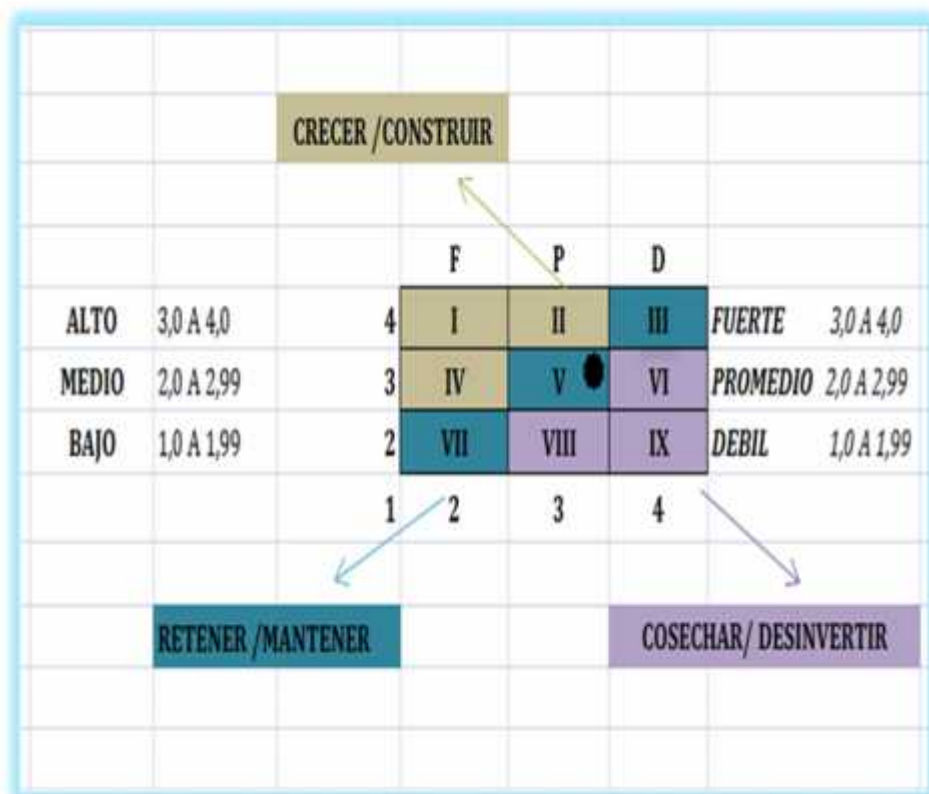 CRECER /CONSTRUIR
F P D
ALTO 3,0 A 4,0 4 I II III FUERTE 3,0 A 4,0
MEDIO 2,0 A 2,99 3 IV V VI PROMEDIO 2,0 A 2,99
BAJO 1,0 A 1,99 2 VII VIII IX DEBIL 1,0 A 1,99
1 2 3 4
RETENER /MANTENER COSECHAR/ DESINVERTIR